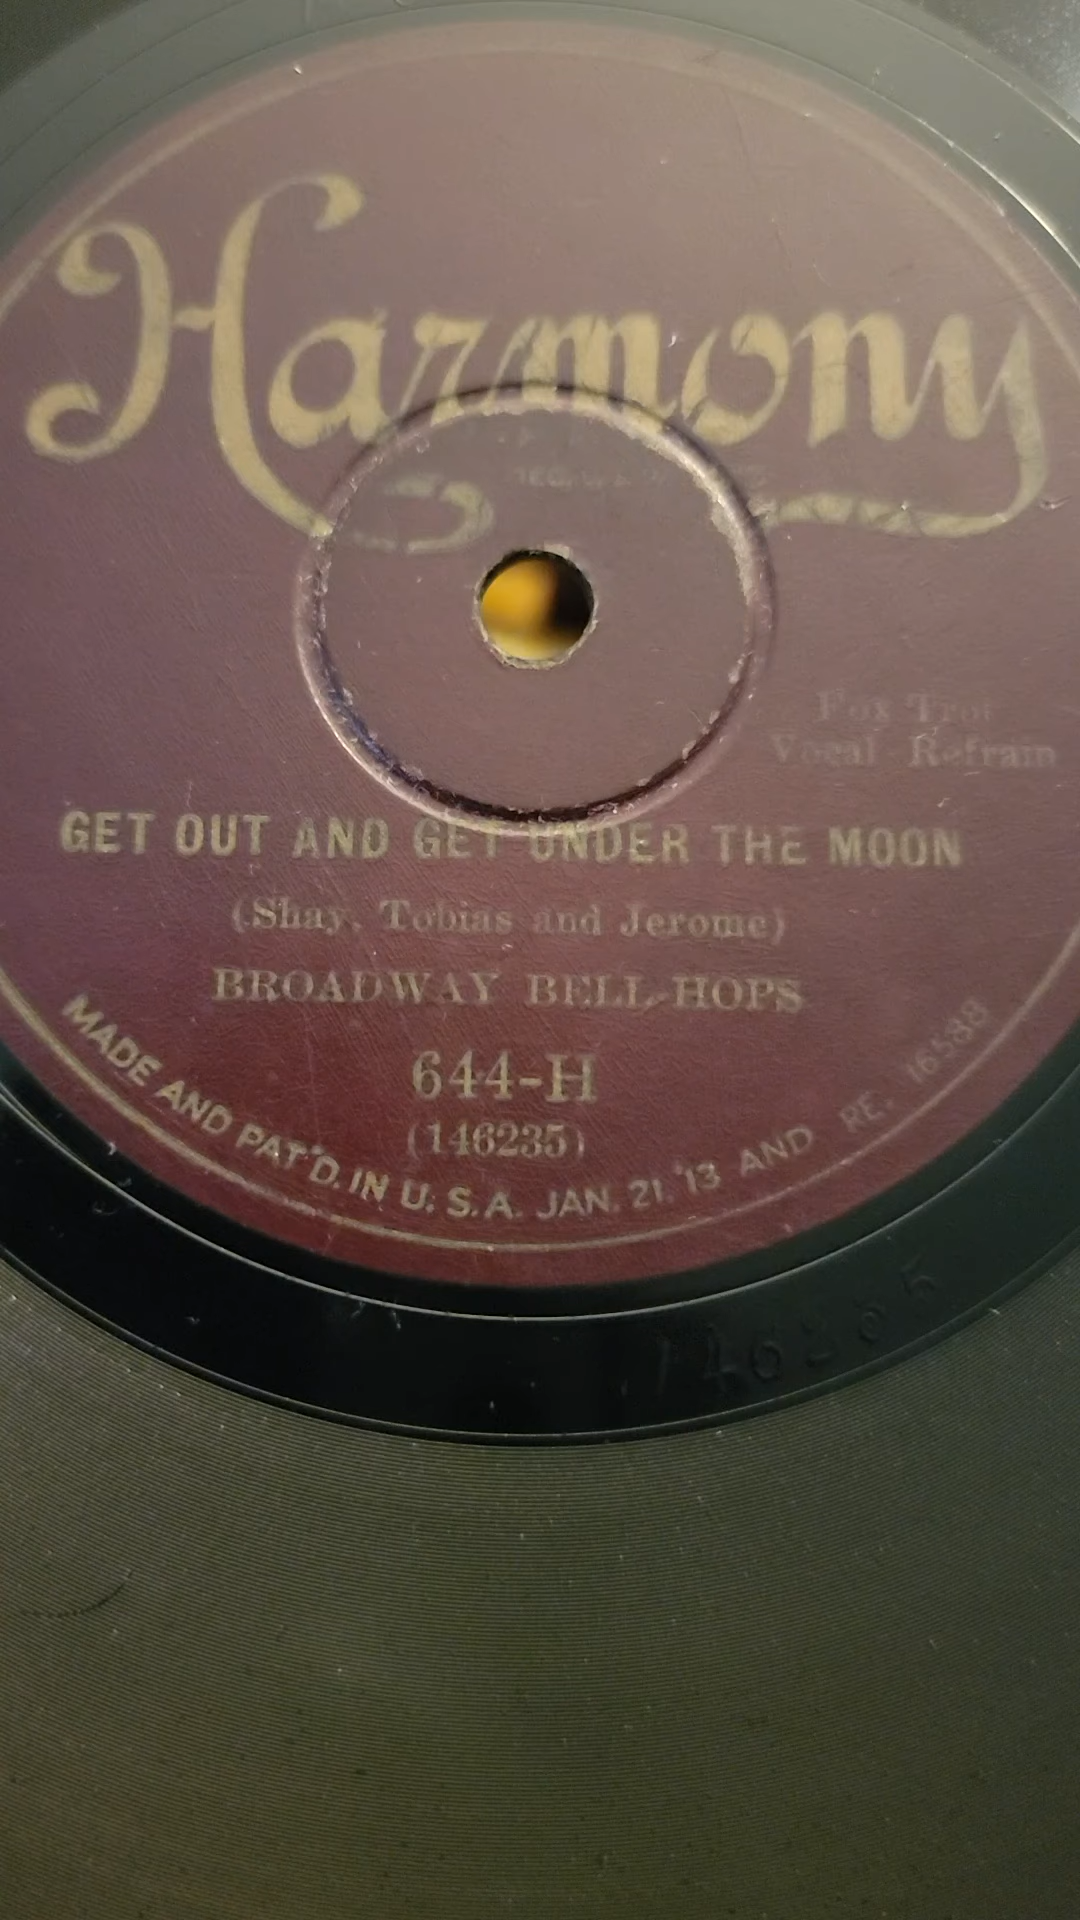 Harmony
Fox Trot
Vocal Refrain
GET OUT AND GET UNDER THE MOON
(Shay, Tobias and Jerome)
BROADWAY BELL-HOPS
644-H
(146235)
MADE AND PAT'D. IN U.S.A. JAN. 21, '13 AND RE. 16588